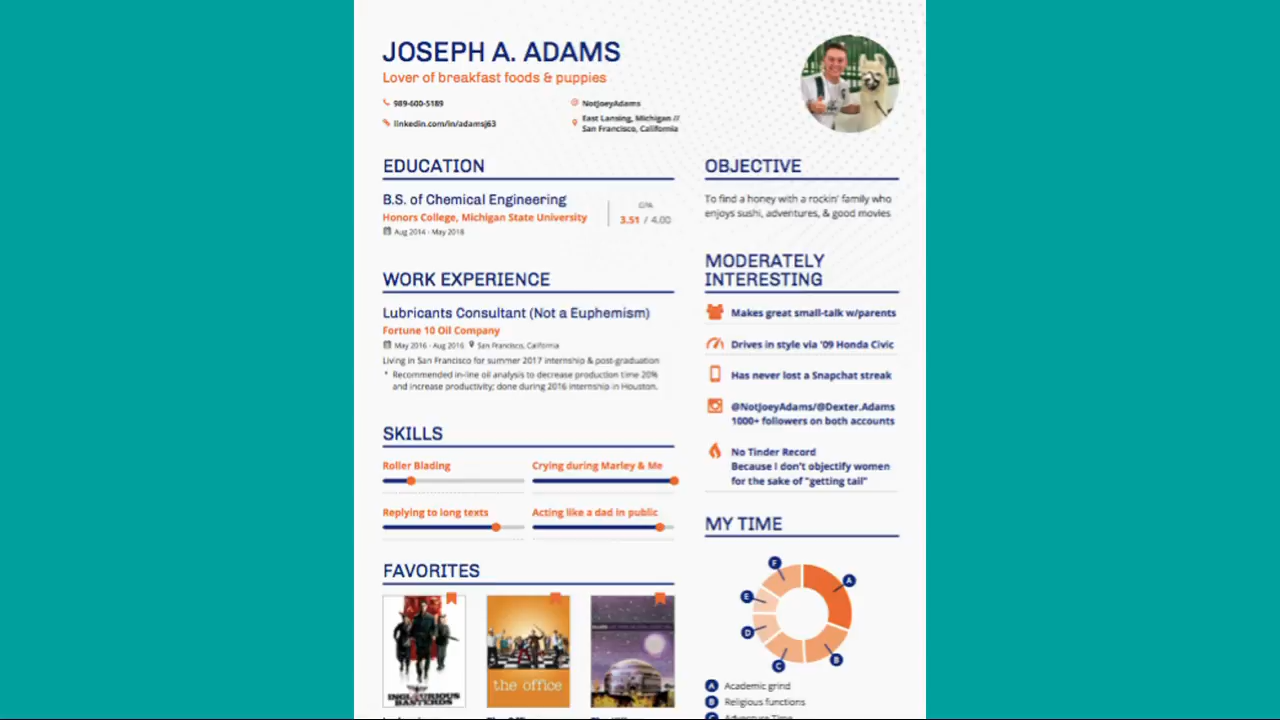 JOSEPH A. ADAMS
Lover of breakfast foods & puppies
989-600-5189
NotJoeyAdams
linkedin.com/in/adamsj63
East Lansing, Michigan //
San Francisco, California
EDUCATION
B.S. of Chemical Engineering
Honors College, Michigan State University
Aug 2014 - May 2018
GPA
3.51 / 4.00
WORK EXPERIENCE
Lubricants Consultant (Not a Euphemism)
Fortune 10 Oil Company
May 2016 - Aug 2016 San Francisco, California
Living in San Francisco for summer 2017 internship & post-graduation
* Recommended in-line oil analysis to decrease production time 20%
and increase productivity; done during 2016 internship in Houston.
SKILLS
Roller Blading
Crying during Marley & Me
Replying to long texts
Acting like a dad in public
FAVORITES
INGLOURIOUS
BASTERDS
the office
OBJECTIVE
To find a honey with a rockin' family who
enjoys sushi, adventures, & good movies
MODERATELY
INTERESTING
Makes great small-talk w/parents
Drives in style via '09 Honda Civic
Has never lost a Snapchat streak
@NotJoeyAdams/@Dexter.Adams
1000+ followers on both accounts
No Tinder Record
Because I don't objectify women
for the sake of "getting tail"
MY TIME
F
A
E
D
C
B
A Academic grind
B Religious functions
C Adventure Time